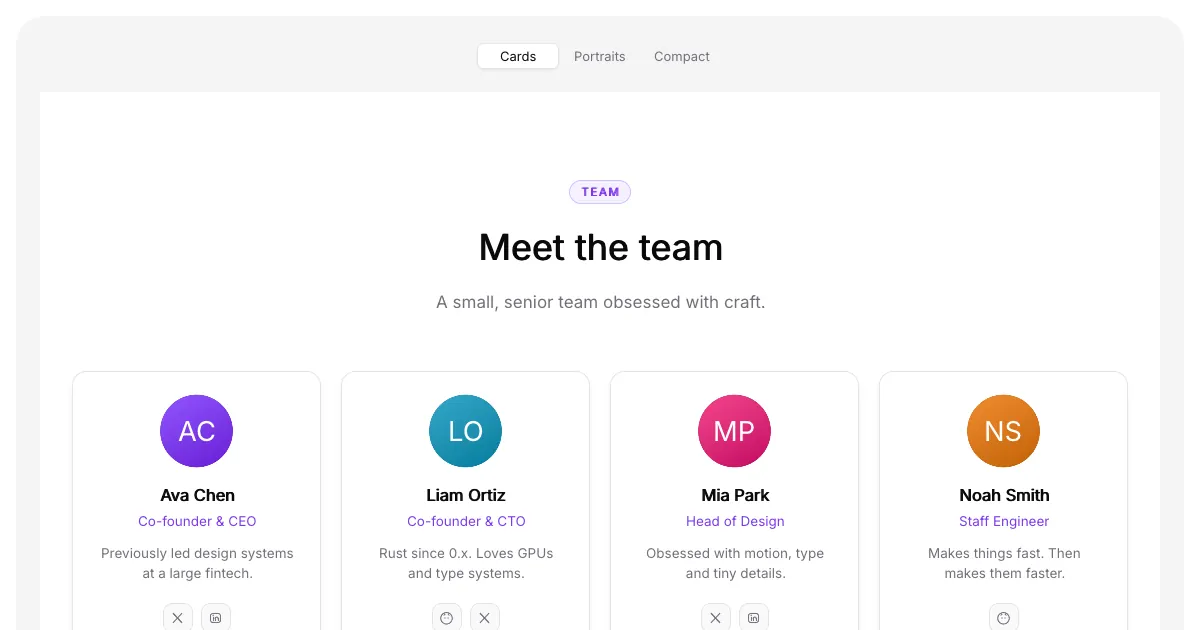 Cards
Portraits
Compact
TEAM
Meet the team
A small, senior team obsessed with craft.
AC
Ava Chen
Co-founder & CEO
Previously led design systems
at a large fintech.
LO
Liam Ortiz
Co-founder & CTO
Rust since 0.x. Loves GPUs
and type systems.
MP
Mia Park
Head of Design
Obsessed with motion, type
and tiny details.
NS
Noah Smith
Staff Engineer
Makes things fast. Then
makes them faster.